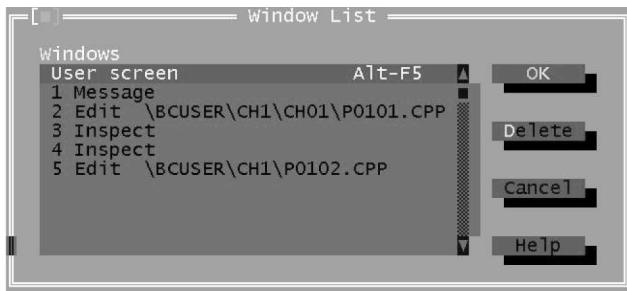 Window List
Windows
User screen Alt-F5
1 Message
2 Edit \BCUSER\CH1\CH01\P0101.CPP
3 Inspect
4 Inspect
5 Edit \BCUSER\CH1\P0102.CPP
OK
Delete
Cancel
Help